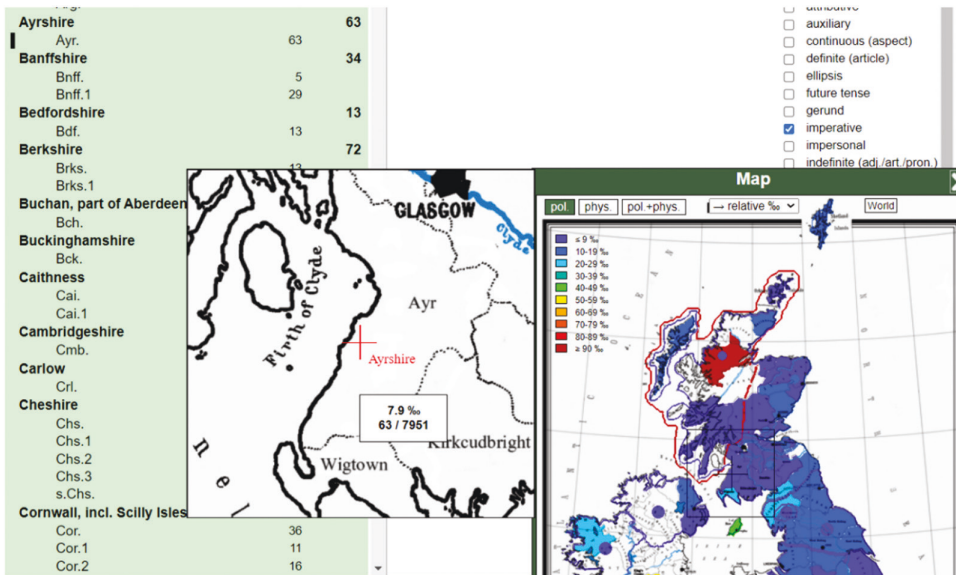 Ayrshire 63
Ayr. 63
Banffshire 34
Bnff. 5
Bnff.1 29
Bedfordshire 13
Bdf. 13
Berkshire 72
Brks. 13
Brks.1
Buchan, part of Aberdeen
Bch.
Buckinghamshire
Bck.
Caithness
Cai.
Cai.1
Cambridgeshire
Cmb.
Carlow
Crl.
Cheshire
Chs.
Chs.1
Chs.2
Chs.3
s.Chs.
Cornwall, incl. Scilly Isles
Cor. 36
Cor.1 11
Cor.2 16
attributive
auxiliary
continuous (aspect)
definite (article)
ellipsis
future tense
gerund
imperative
impersonal
indefinite (adj./art./pron.)
GLASGOW
Clyde
Firth of Clyde
Ayr
Ayrshire
7.9 ‰
63 / 7951
Kirkcudbright
Wigtown
n e l
Map
pol. phys. pol.+phys. → relative ‰ World
≤ 9 ‰
10-19 ‰
20-29 ‰
30-39 ‰
40-49 ‰
50-59 ‰
60-69 ‰
70-79 ‰
80-89 ‰
≥ 90 ‰